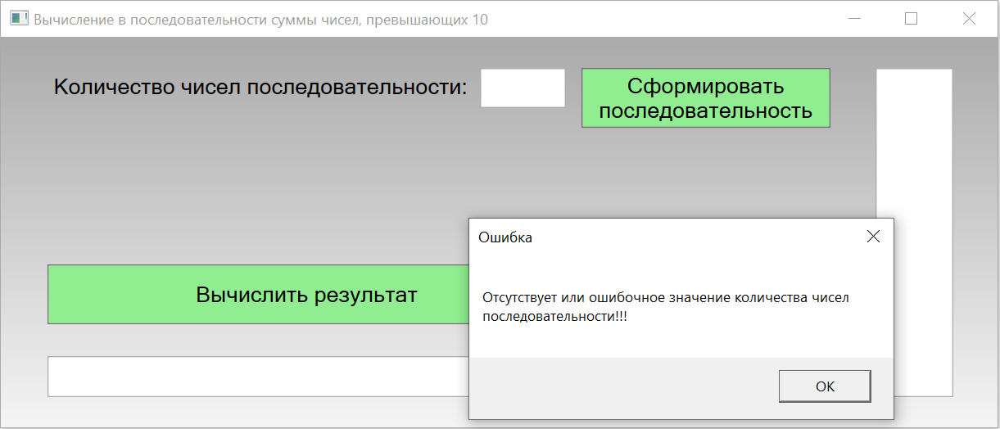 Вычисление в последовательности суммы чисел, превышающих 10
Количество чисел последовательности:
Сформировать
последовательность
Вычислить результат
Ошибка
Отсутствует или ошибочное значение количества чисел
последовательности!!!
OK